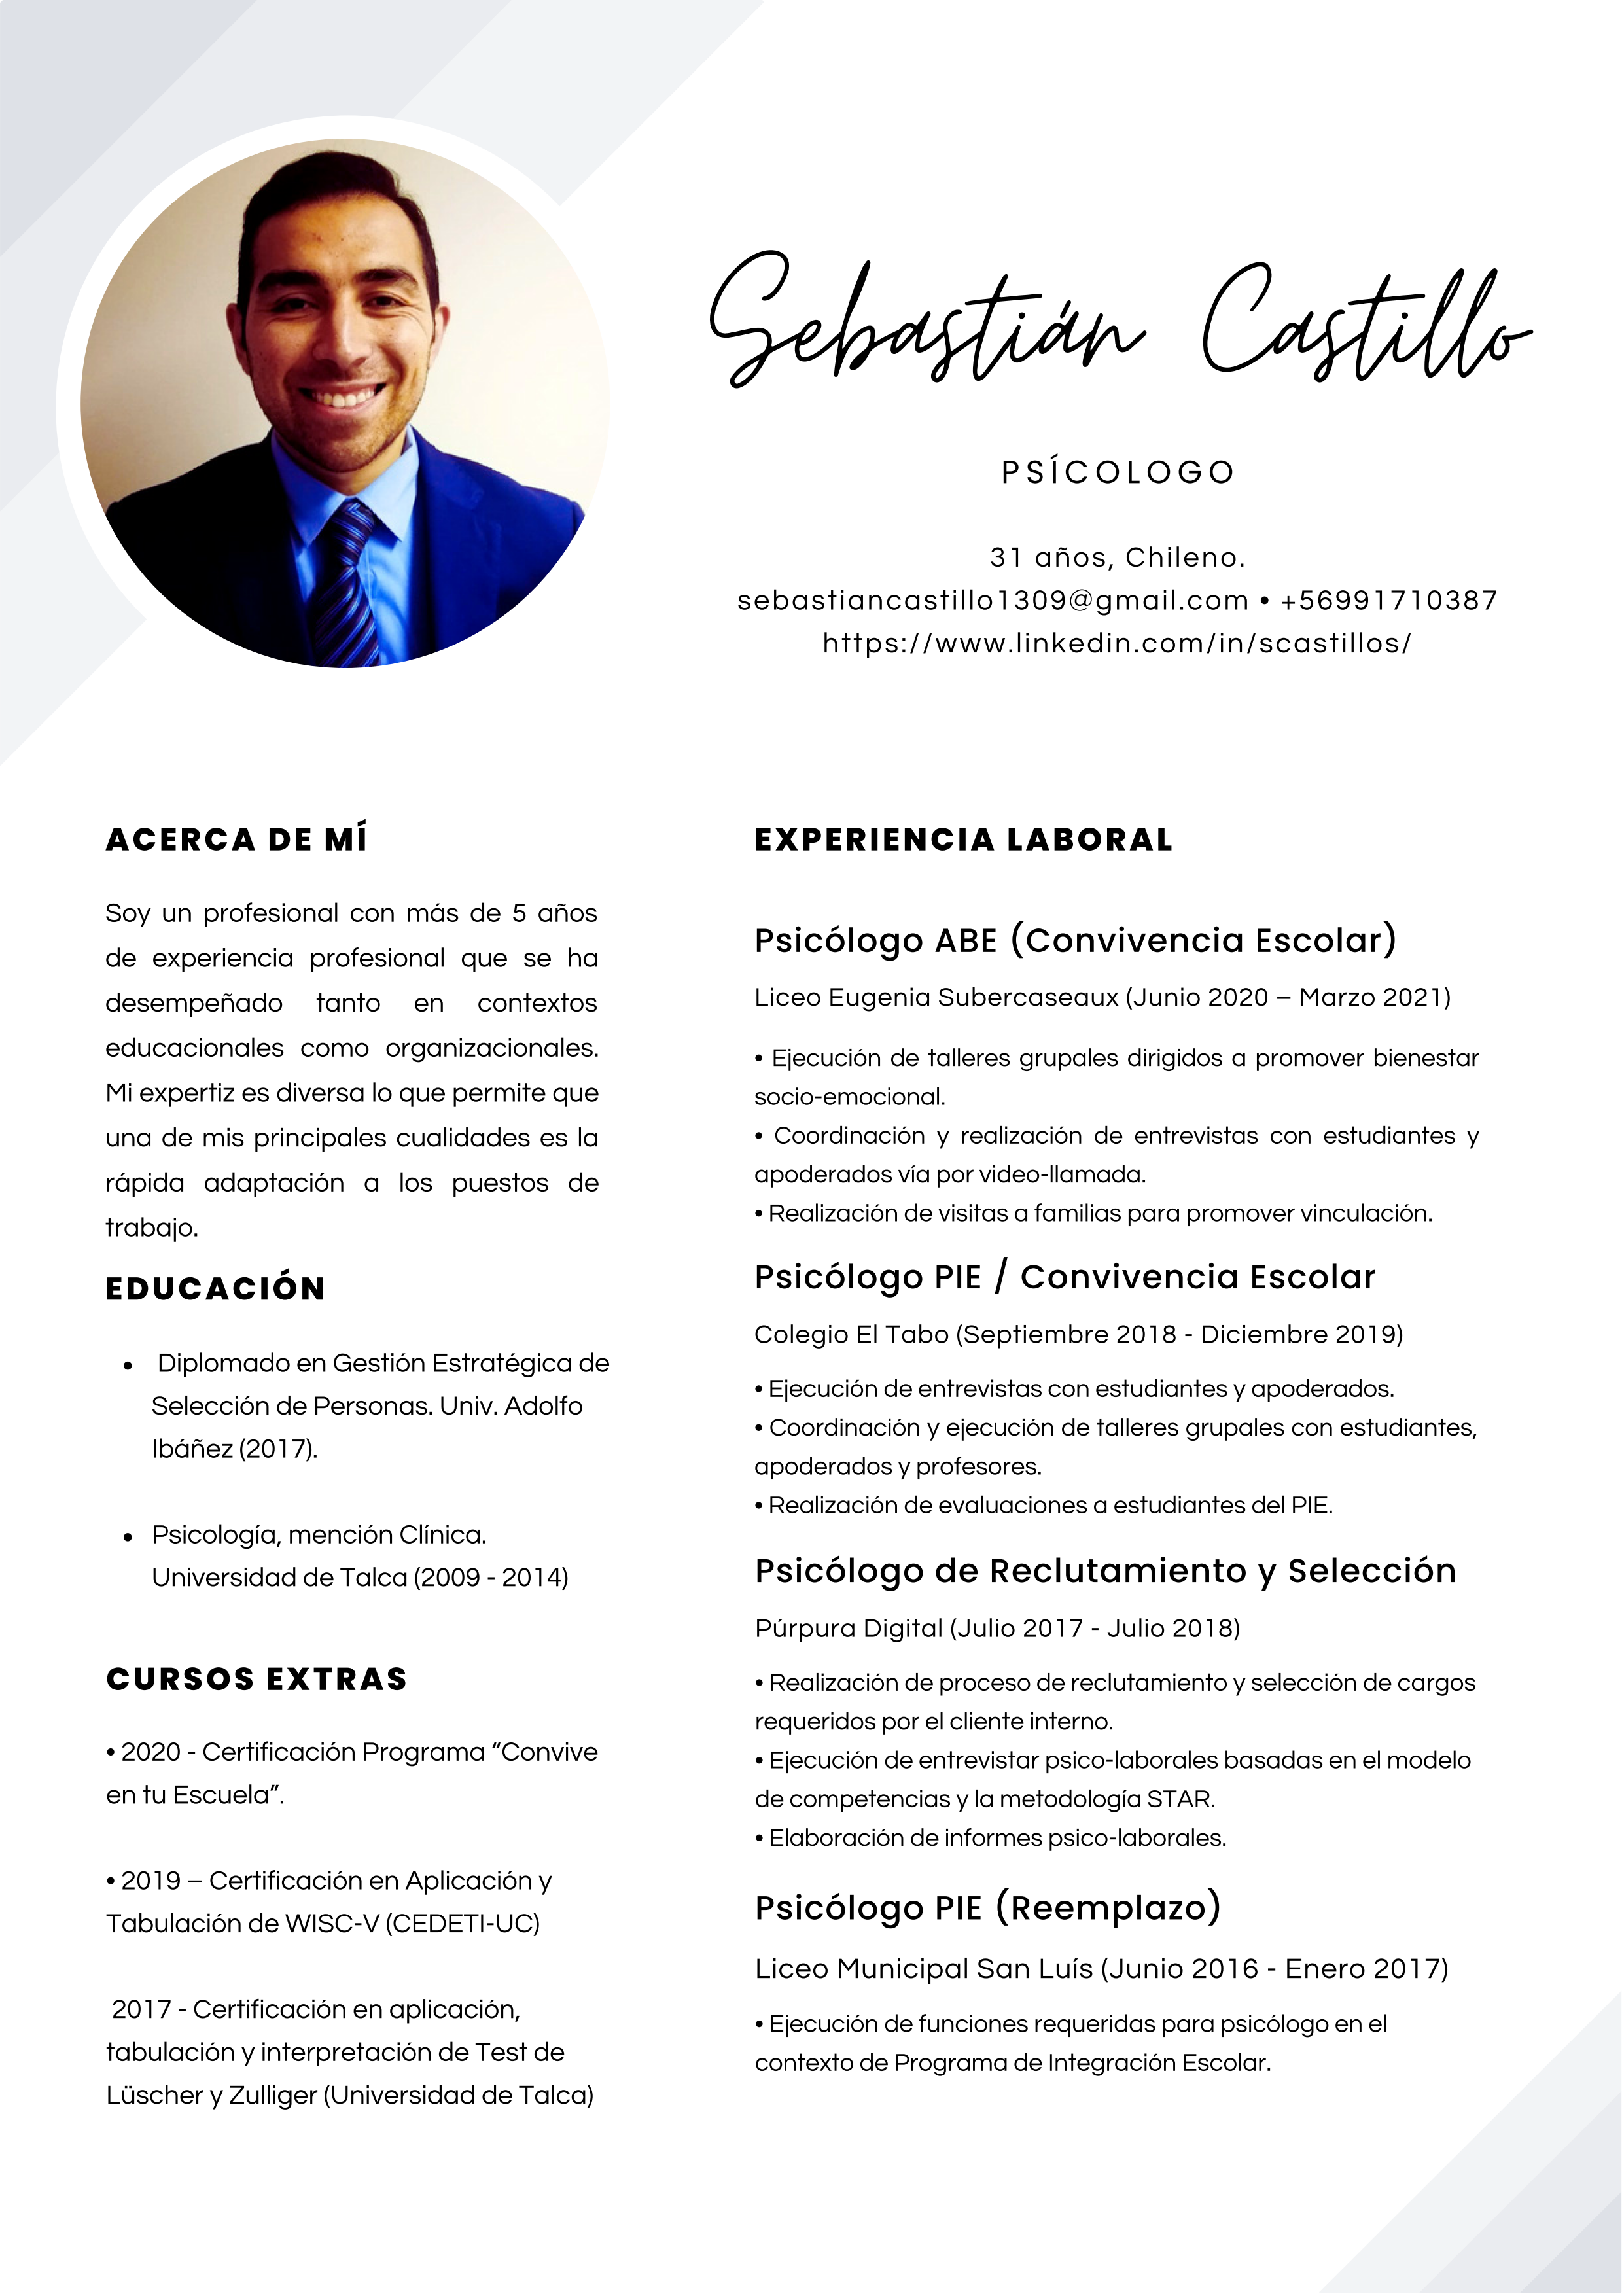 Sebastián Castillo
PSÍCOLOGO
31 años, Chileno.
sebastiancastillo1309@gmail.com • +56991710387
https://www.linkedin.com/in/scastillos/
ACERCA DE MÍ
Soy un profesional con más de 5 años
de experiencia profesional que se ha
desempeñado tanto en contextos
educacionales como organizacionales.
Mi expertiz es diversa lo que permite que
una de mis principales cualidades es la
rápida adaptación a los puestos de
trabajo.
EDUCACIÓN
• Diplomado en Gestión Estratégica de
Selección de Personas. Univ. Adolfo
Ibáñez (2017).
• Psicología, mención Clínica.
Universidad de Talca (2009 - 2014)
CURSOS EXTRAS
• 2020 - Certificación Programa “Convive
en tu Escuela”.
• 2019 – Certificación en Aplicación y
Tabulación de WISC-V (CEDETI-UC)
2017 - Certificación en aplicación,
tabulación y interpretación de Test de
Lüscher y Zulliger (Universidad de Talca)
EXPERIENCIA LABORAL
Psicólogo ABE (Convivencia Escolar)
Liceo Eugenia Subercaseaux (Junio 2020 – Marzo 2021)
• Ejecución de talleres grupales dirigidos a promover bienestar
socio-emocional.
• Coordinación y realización de entrevistas con estudiantes y
apoderados vía por video-llamada.
• Realización de visitas a familias para promover vinculación.
Psicólogo PIE / Convivencia Escolar
Colegio El Tabo (Septiembre 2018 - Diciembre 2019)
• Ejecución de entrevistas con estudiantes y apoderados.
• Coordinación y ejecución de talleres grupales con estudiantes,
apoderados y profesores.
• Realización de evaluaciones a estudiantes del PIE.
Psicólogo de Reclutamiento y Selección
Púrpura Digital (Julio 2017 - Julio 2018)
• Realización de proceso de reclutamiento y selección de cargos
requeridos por el cliente interno.
• Ejecución de entrevistar psico-laborales basadas en el modelo
de competencias y la metodología STAR.
• Elaboración de informes psico-laborales.
Psicólogo PIE (Reemplazo)
Liceo Municipal San Luís (Junio 2016 - Enero 2017)
• Ejecución de funciones requeridas para psicólogo en el
contexto de Programa de Integración Escolar.